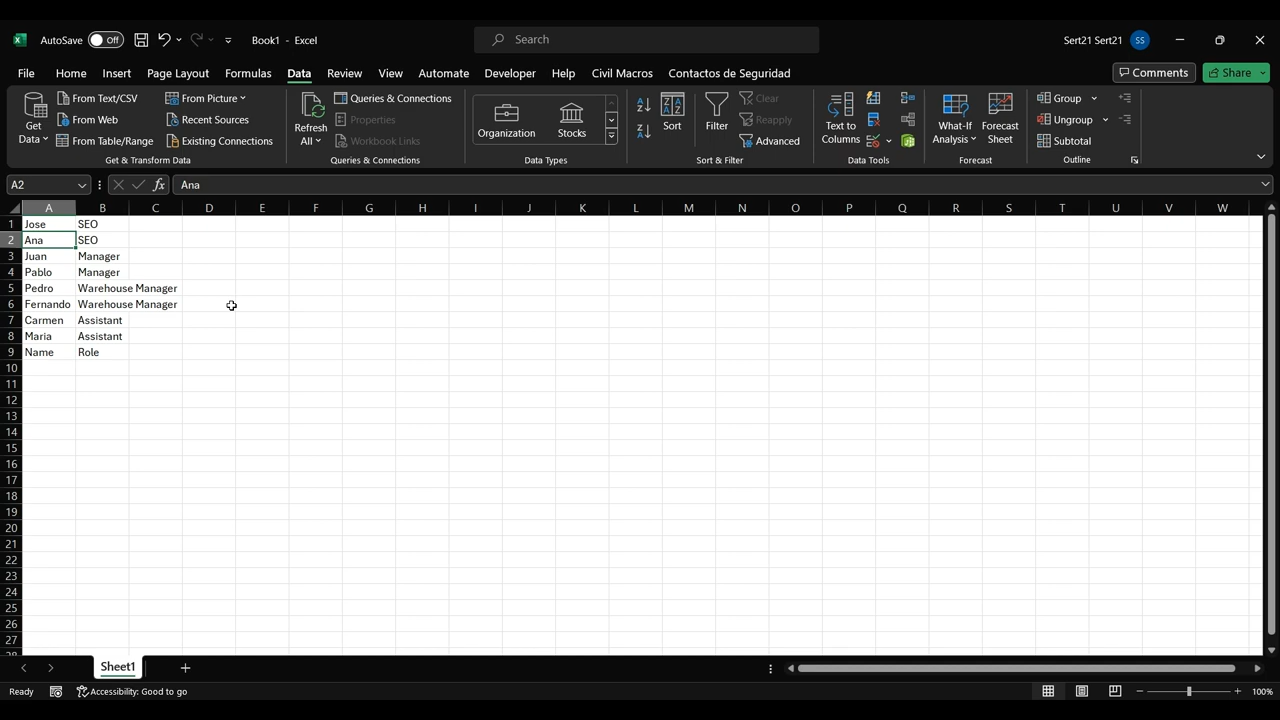 AutoSave Off Book1 - Excel Search Sert21 Sert21 SS
File Home Insert Page Layout Formulas Data Review View Automate Developer Help Civil Macros Contactos de Seguridad Comments Share
Get Data
From Text/CSV
From Web
From Table/Range
From Picture
Recent Sources
Existing Connections
Get & Transform Data
Refresh All
Queries & Connections
Properties
Workbook Links
Queries & Connections
Organization Stocks
Data Types
Sort
Filter
Clear
Reapply
Advanced
Sort & Filter
Text to Columns
Data Tools
What-If Analysis
Forecast Sheet
Forecast
Group
Ungroup
Subtotal
Outline
A2 fx Ana
A B C D E F G H I J K L M N O P Q R S T U V W
1 Jose SEO
2 Ana SEO
3 Juan Manager
4 Pablo Manager
5 Pedro Warehouse Manager
6 Fernando Warehouse Manager
7 Carmen Assistant
8 Maria Assistant
9 Name Role
10
11
12
13
14
15
16
17
18
19
20
21
22
23
24
25
26
27
28
Sheet1
Ready Accessibility: Good to go 100%